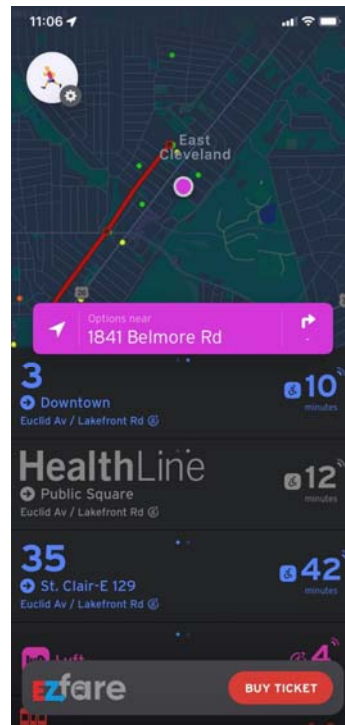 11:06
East
Cleveland
20
Options near
1841 Belmore Rd
3
Downtown
Euclid Av / Lakefront Rd
10
minutes
HealthLine
Public Square
Euclid Av / Lakefront Rd
12
minutes
35
St. Clair-E 129
Euclid Av / Lakefront Rd
42
minutes
Lyft
4
EZfare
BUY TICKET